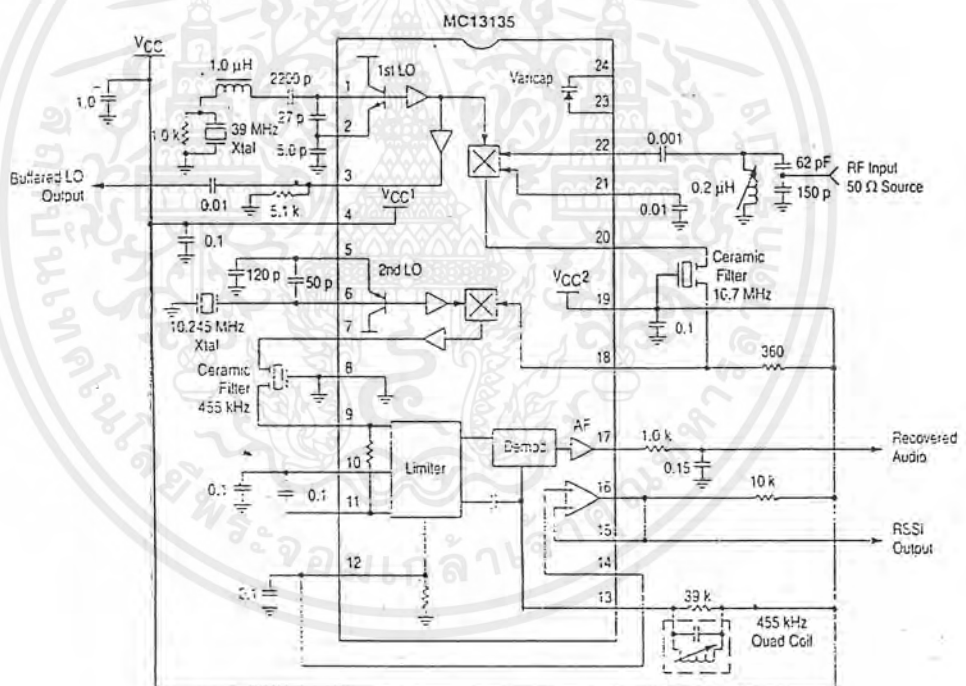 MC13135
VCC
1.0
1.0 µH
2200 p
1.0 k
39 MHz
Xtal
27 p
5.0 p
1
2
1st LO
Buffered LO
Output
0.01
5.1 k
3
4
VCC1
0.1
5
120 p
50 p
6
2nd LO
7
10.245 MHz
Xtal
Ceramic
Filter
455 kHz
8
9
10
11
0.1
0.1
Limiter
Demod
AF
12
0.1
Varicap
24
23
22
0.001
62 pF
150 p
RF Input
50 Ω Source
0.2 µH
21
0.01
20
Ceramic
Filter
10.7 MHz
VCC2
19
0.1
18
360
17
1.0 k
0.15
Recovered
Audio
16
10 k
15
RSSI
Output
14
13
39 k
455 kHz
Quad Coil